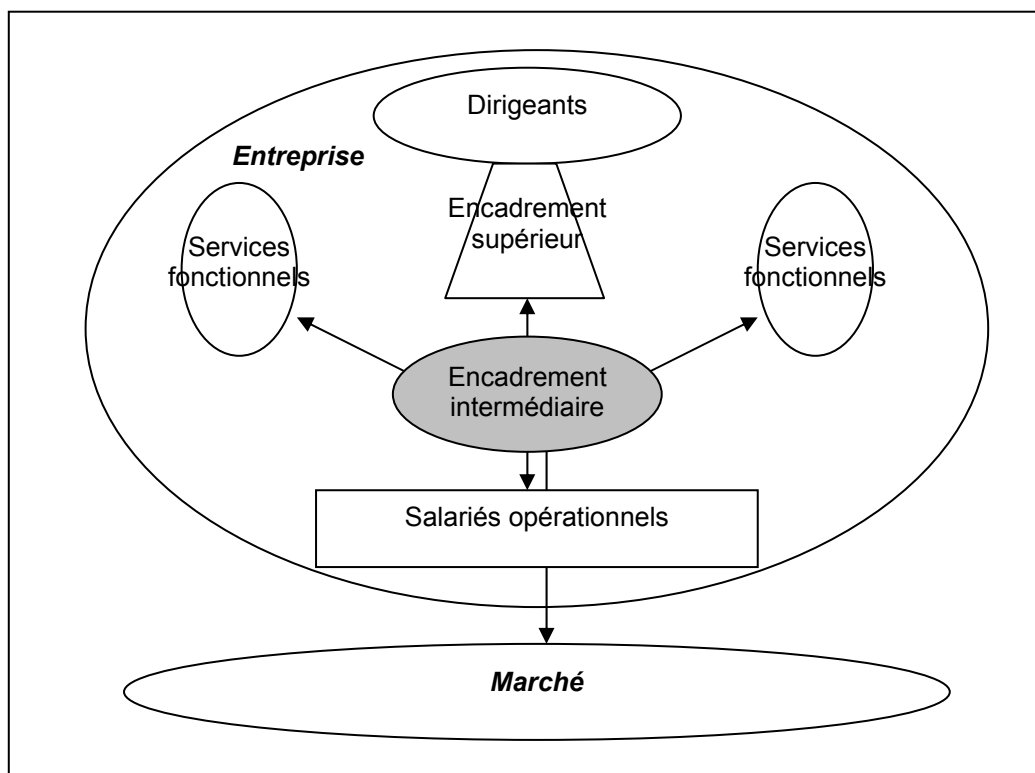 Dirigeants
Entreprise
Encadrement
supérieur
Services
fonctionnels
Services
fonctionnels
Encadrement
intermédiaire
Salariés opérationnels
Marché